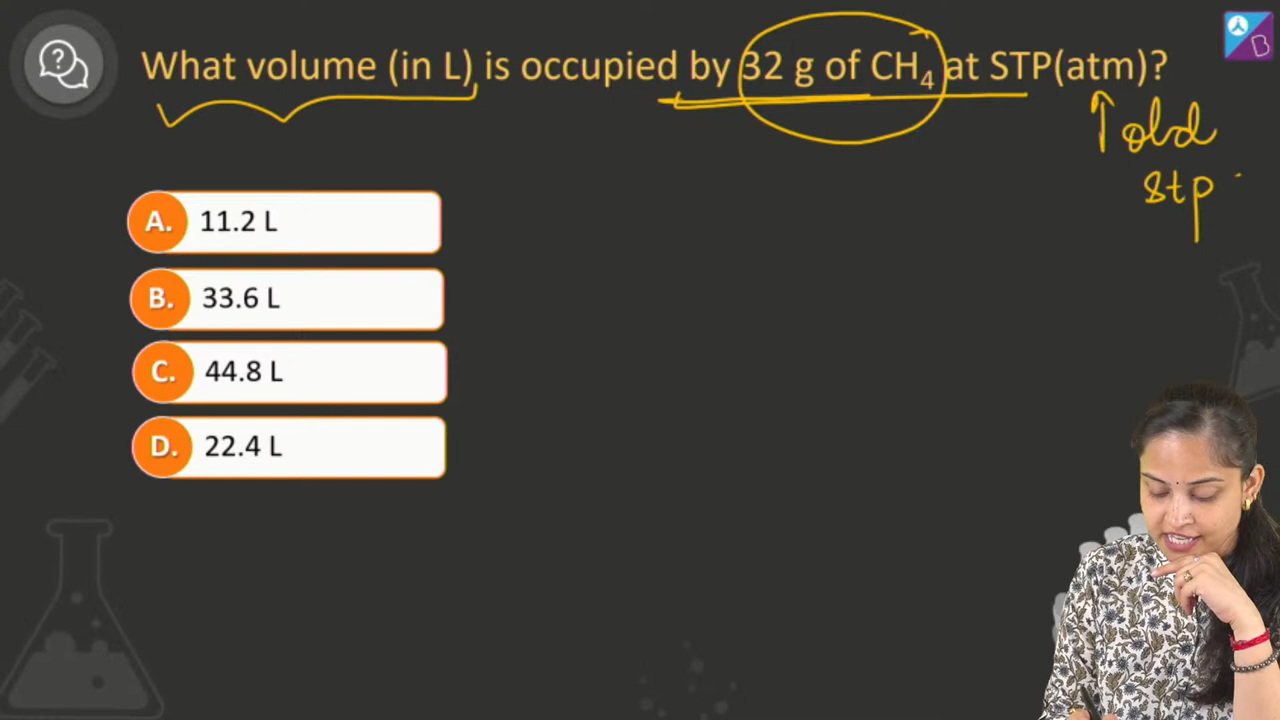 What volume (in L) is occupied by 32 g of CH₄ at STP(atm)?
old
stp
A. 11.2 L
B. 33.6 L
C. 44.8 L
D. 22.4 L
B